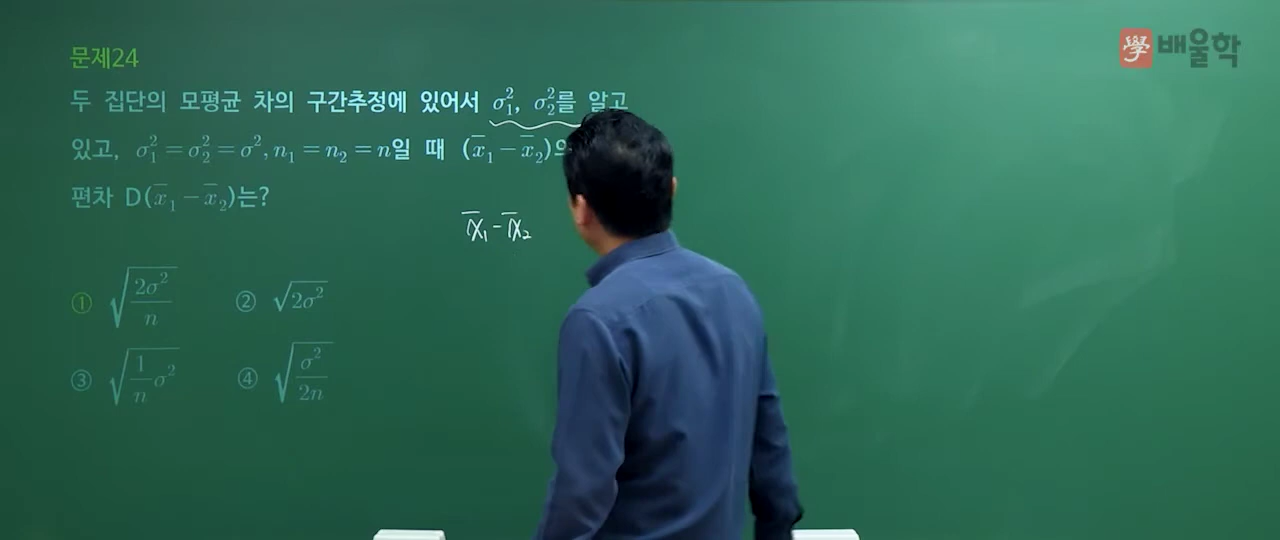 문제24
學 배울학
두 집단의 모평균 차의 구간추정에 있어서 σ₁², σ₂²를 알고
있고, σ₁² = σ₂² = σ², n₁ = n₂ = n일 때 (x̄₁ − x̄₂)
편차 D(x̄₁ − x̄₂)는?
x̄₁ − x̄₂
① √(2σ²/n) ② √(2σ²)
③ √(1/n σ²) ④ √(σ²/2n)